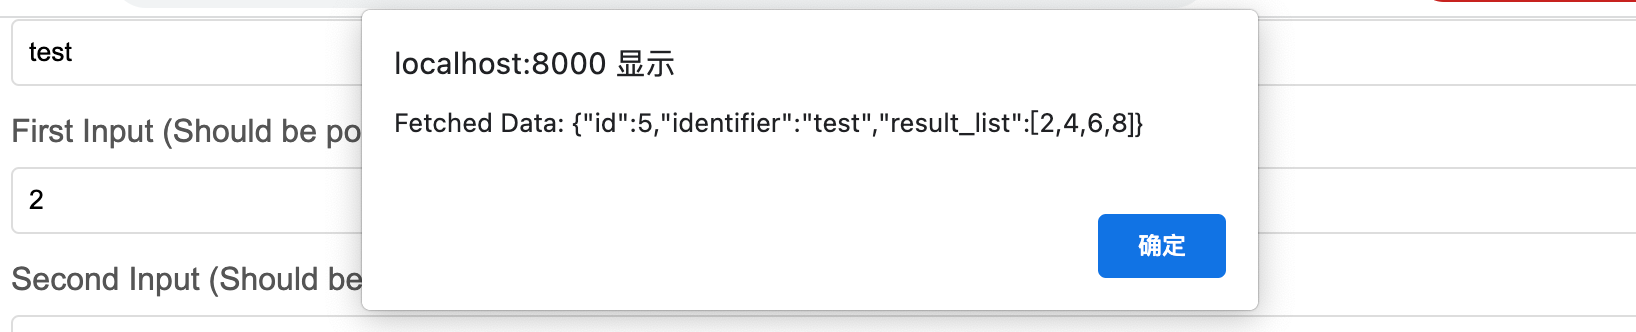 test
First Input (Should be po
2
Second Input (Should be
localhost:8000 显示
Fetched Data: {"id":5,"identifier":"test","result_list":[2,4,6,8]}
确定